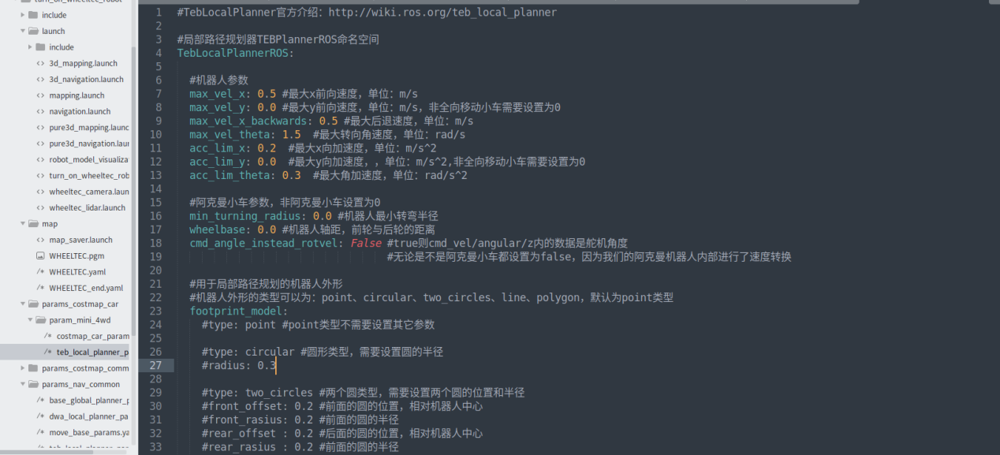 turn_on_wheeltec_robot
include
launch
include
3d_mapping.launch
3d_navigation.launch
mapping.launch
navigation.launch
pure3d_mapping.launc
pure3d_navigation.laun
robot_model_visualiza
turn_on_wheeltec_rob
wheeltec_camera.laun
wheeltec_lidar.launch
map
map_saver.launch
WHEELTEC.pgm
WHEELTEC.yaml
WHEELTEC_end.yaml
params_costmap_car
param_mini_4wd
costmap_car_param
teb_local_planner_p
params_costmap_comm
params_nav_common
base_global_planner_p
dwa_local_planner_pa
move_base_params.ya
1 #TebLocalPlanner官方介绍：http://wiki.ros.org/teb_local_planner
2
3 #局部路径规划器TEBPlannerROS命名空间
4 TebLocalPlannerROS:
5
6 #机器人参数
7 max_vel_x: 0.5 #最大x前向速度，单位：m/s
8 max_vel_y: 0.0 #最大y前向速度，单位：m/s，非全向移动小车需要设置为0
9 max_vel_x_backwards: 0.5 #最大后退速度，单位：m/s
10 max_vel_theta: 1.5  #最大转向角速度，单位：rad/s
11 acc_lim_x: 0.2  #最大x向加速度，单位：m/s^2
12 acc_lim_y: 0.0  #最大y向加速度，，单位：m/s^2,非全向移动小车需要设置为0
13 acc_lim_theta: 0.3  #最大角加速度，单位：rad/s^2
14
15 #阿克曼小车参数，非阿克曼小车设置为0
16 min_turning_radius: 0.0 #机器人最小转弯半径
17 wheelbase: 0.0 #机器人轴距，前轮与后轮的距离
18 cmd_angle_instead_rotvel: False #true则cmd_vel/angular/z内的数据是舵机角度
19 #无论是不是阿克曼小车都设置为false，因为我们的阿克曼机器人内部进行了速度转换
20
21 #用于局部路径规划的机器人外形
22 #机器人外形的类型可以为：point、circular、two_circles、line、polygon，默认为point类型
23 footprint_model:
24 #type: point #point类型不需要设置其它参数
25
26 #type: circular #圆形类型，需要设置圆的半径
27 #radius: 0.3
28
29 #type: two_circles #两个圆类型，需要设置两个圆的位置和半径
30 #front_offset: 0.2 #前面的圆的位置，相对机器人中心
31 #front_rasius: 0.2 #前面的圆的半径
32 #rear_offset : 0.2 #后面的圆的位置，相对机器人中心
33 #rear_rasius : 0.2 #前面的圆的半径